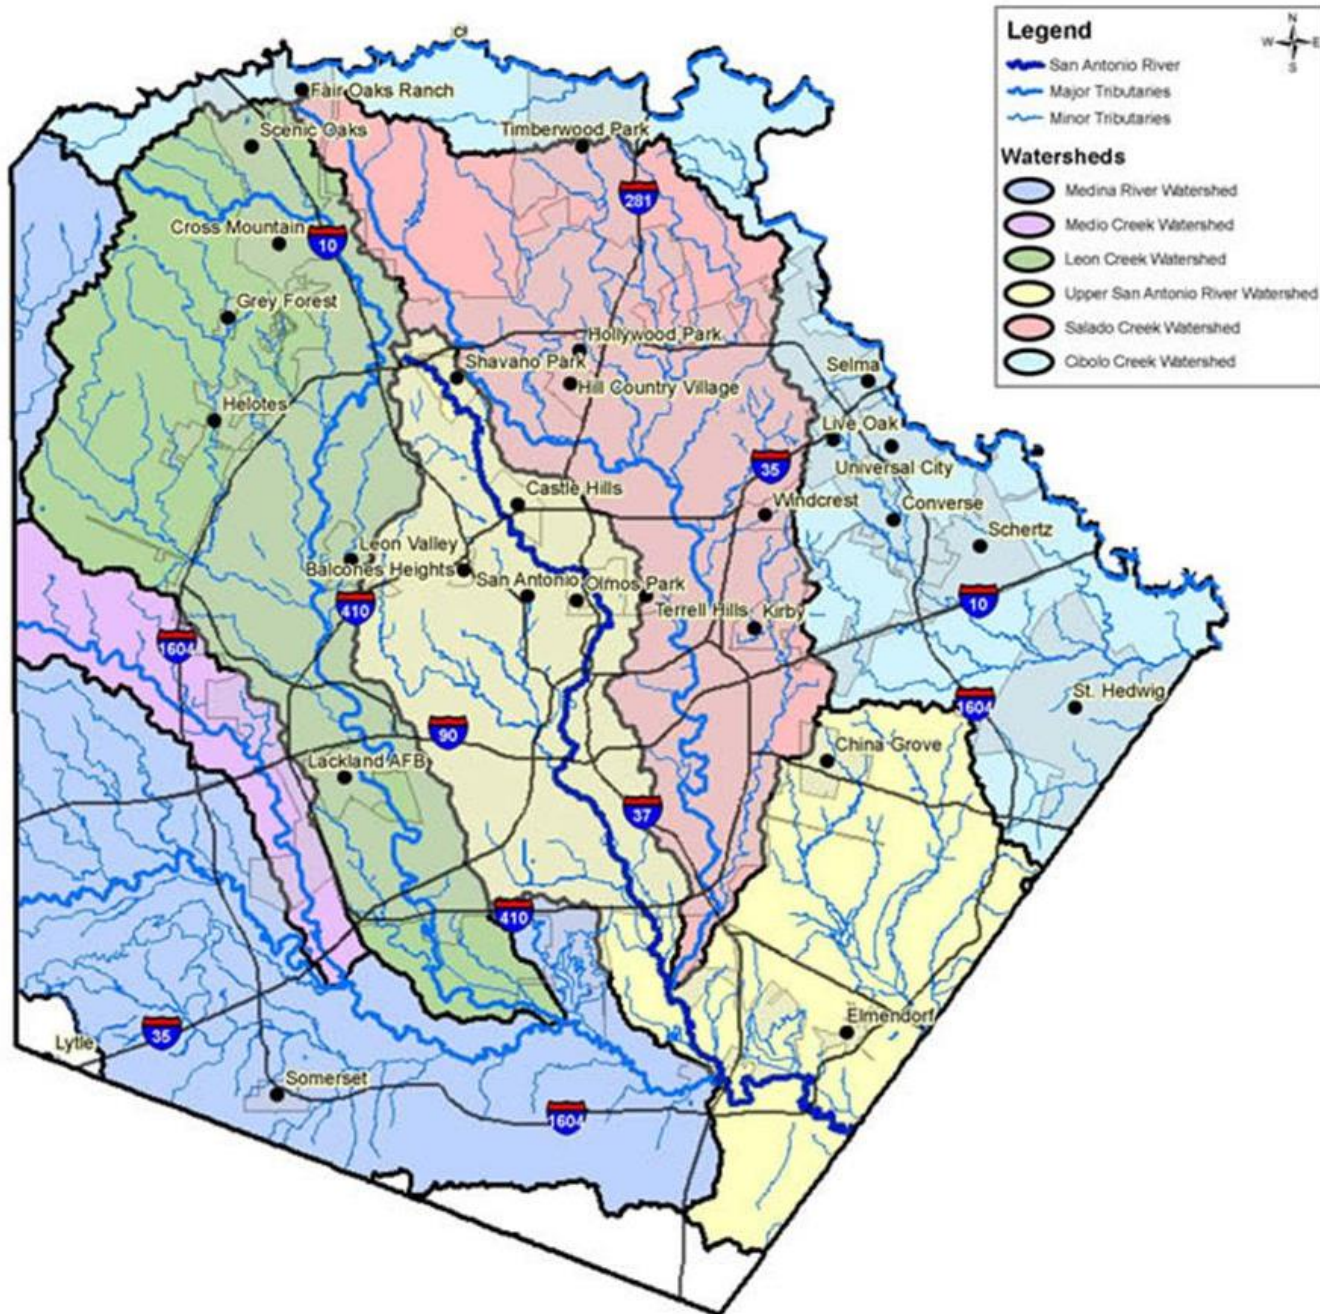 Legend
N
W E
S
San Antonio River
Major Tributaries
Minor Tributaries
Watersheds
Medina River Watershed
Medio Creek Watershed
Leon Creek Watershed
Upper San Antonio River Watershed
Salado Creek Watershed
Cibolo Creek Watershed
Fair Oaks Ranch
Scenic Oaks
Timberwood Park
281
Cross Mountain
10
Grey Forest
Hollywood Park
Shavano Park
Selma
Hill Country Village
Helotes
Live Oak
35
Universal City
Castle Hills
Windcrest
Converse
Schertz
Leon Valley
Balcones Heights
San Antonio
Olmos Park
410
Terrell Hills
Kirby
10
1604
St. Hedwig
1604
90
China Grove
Lackland AFB
37
410
Elmendorf
35
Lytle
Somerset
1604